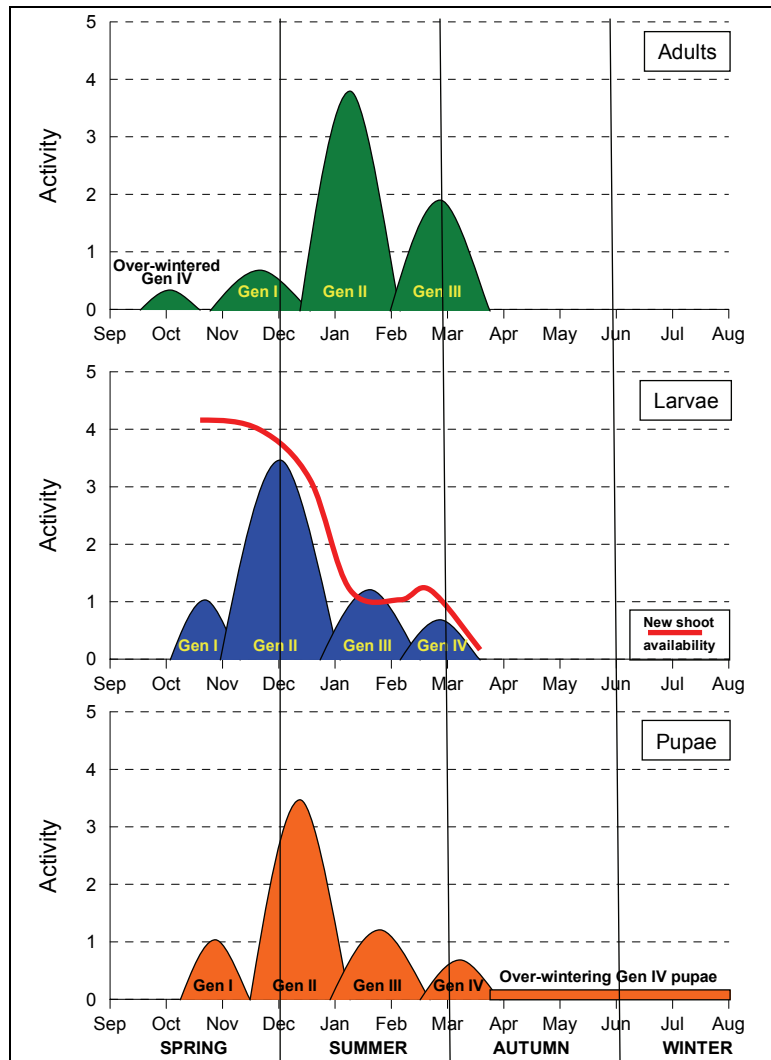 5
Adults
4
3
Activity
2
1
Over-wintered
Gen IV
Gen I
Gen II
Gen III
0
Sep Oct Nov Dec Jan Feb Mar Apr May Jun Jul Aug
5
Larvae
4
3
Activity
2
1
New shoot
availability
Gen I
Gen II
Gen III
Gen IV
0
Sep Oct Nov Dec Jan Feb Mar Apr May Jun Jul Aug
5
Pupae
4
3
Activity
2
1
Over-wintering Gen IV pupae
Gen I
Gen II
Gen III
Gen IV
0
Sep Oct Nov Dec Jan Feb Mar Apr May Jun Jul Aug
SPRING SUMMER AUTUMN WINTER